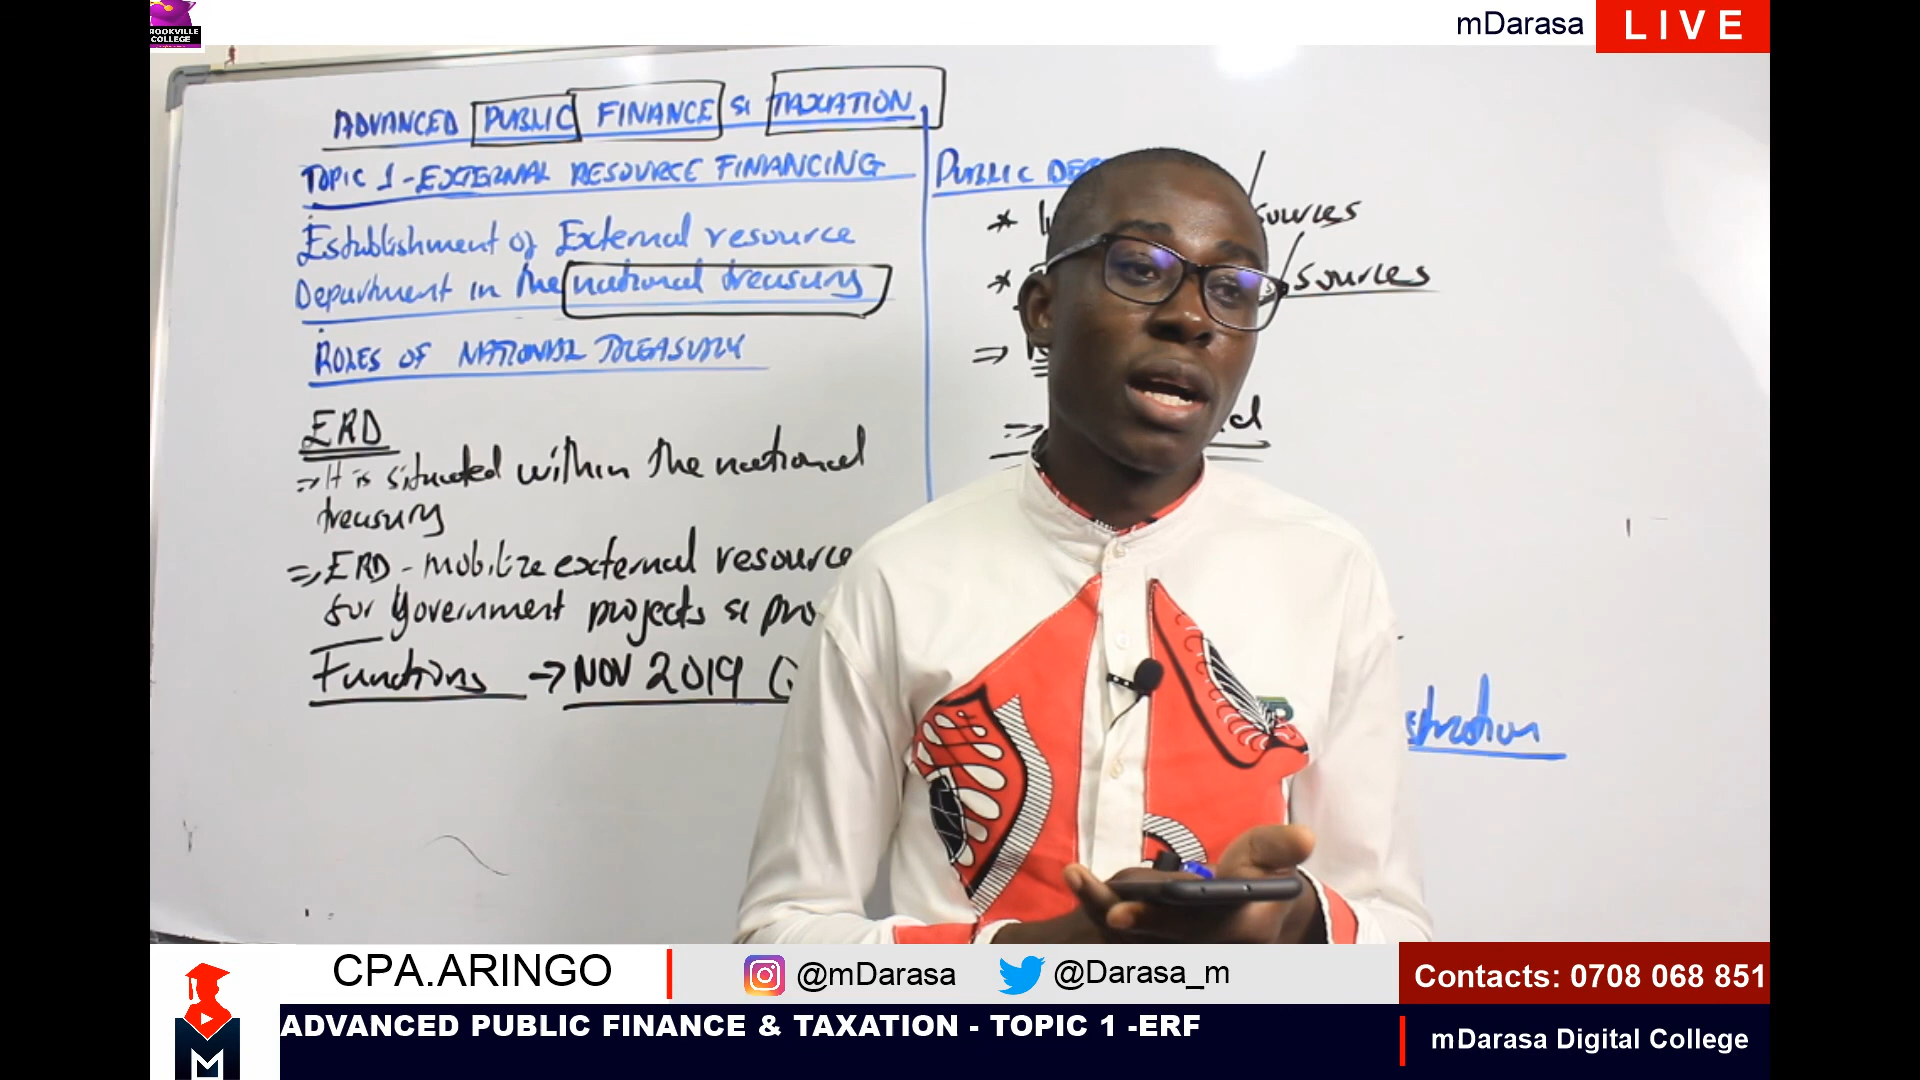 BROOKVILLE
COLLEGE
mDarasa
LIVE
ADVANCED PUBLIC FINANCE & TAXATION
TOPIC 1 - EXTERNAL RESOURCE FINANCING
Establishment of External resource
Department in the national treasury
ROLES OF NATIONAL TREASURY
ERD
⇒ It is situated within the national
treasury
⇒ ERD - mobilize external resource
for Government projects &
Functions → NOV 2019
PUBLIC
* sources
* sources
⇒
⇒
CPA.ARINGO
@mDarasa
@Darasa_m
Contacts: 0708 068 851
M
ADVANCED PUBLIC FINANCE & TAXATION - TOPIC 1 -ERF
mDarasa Digital College